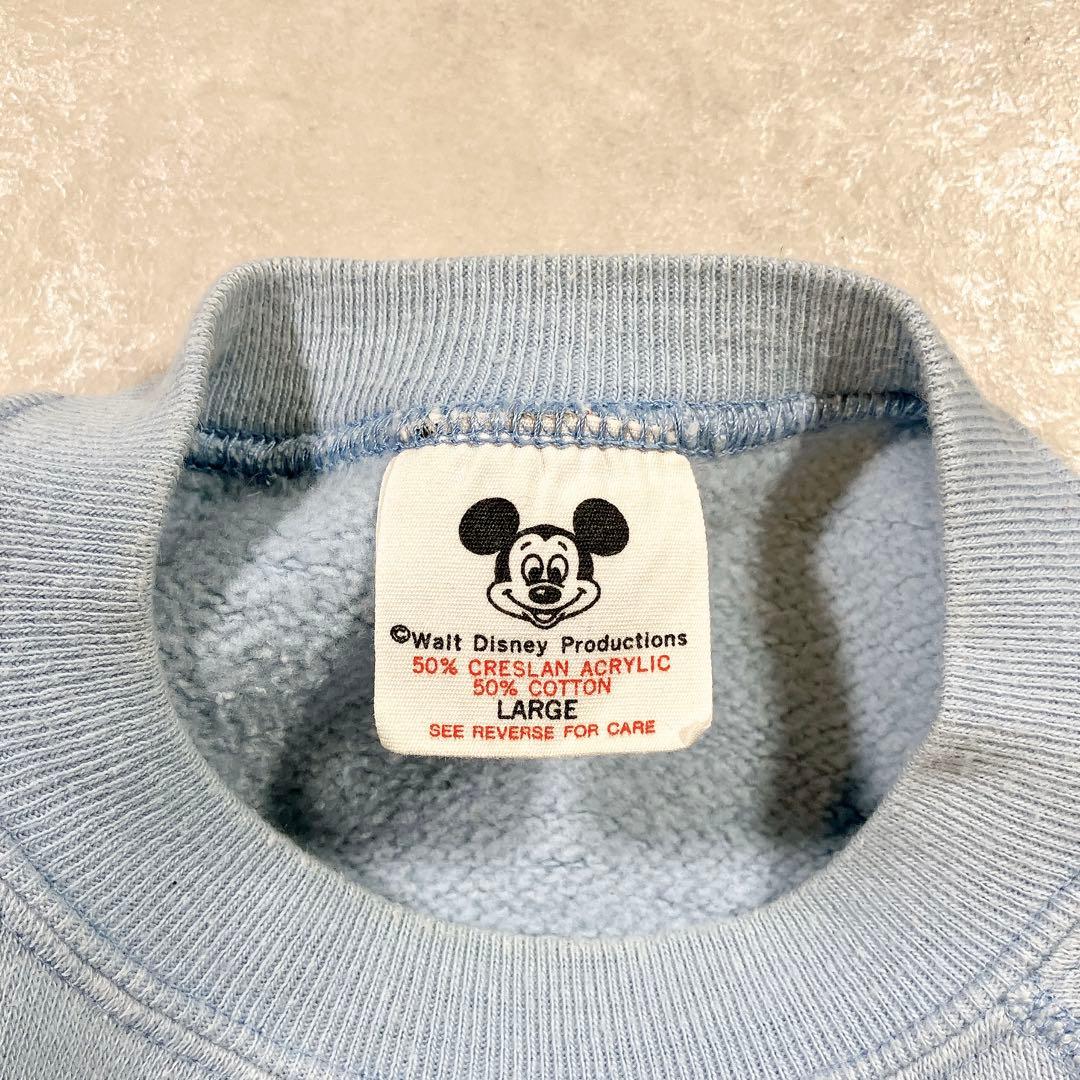 ©Walt Disney Productions
50% CRESLAN ACRYLIC
50% COTTON
LARGE
SEE REVERSE FOR CARE